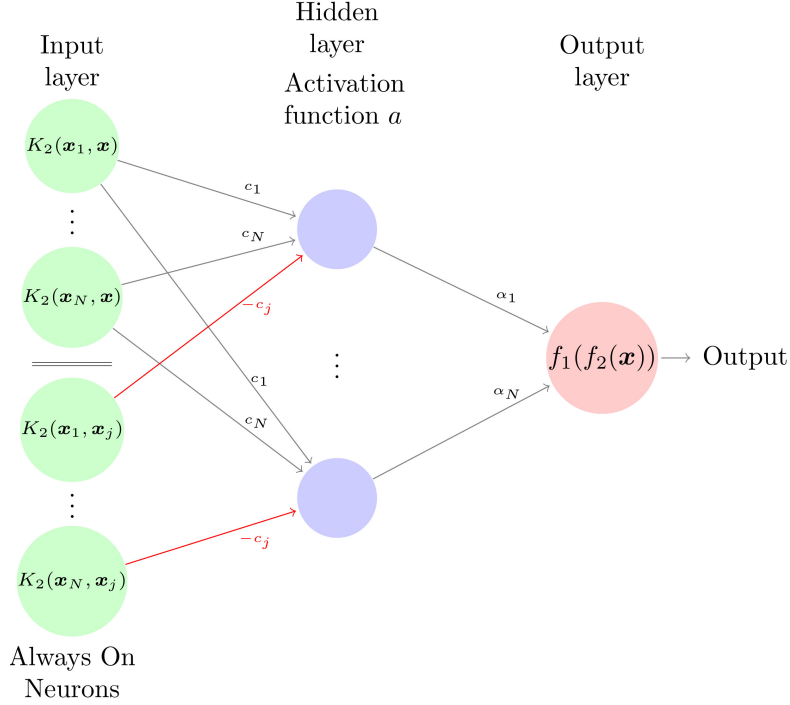 Input
layer
Hidden
layer
Activation
function a
Output
layer
K₂(x₁, x)
⋮
K₂(x_N, x)
K₂(x₁, x_j)
⋮
K₂(x_N, x_j)
Always On
Neurons
c₁
c_N
−c_j
c₁
c_N
−c_j
⋮
α₁
α_N
f₁(f₂(x))
Output